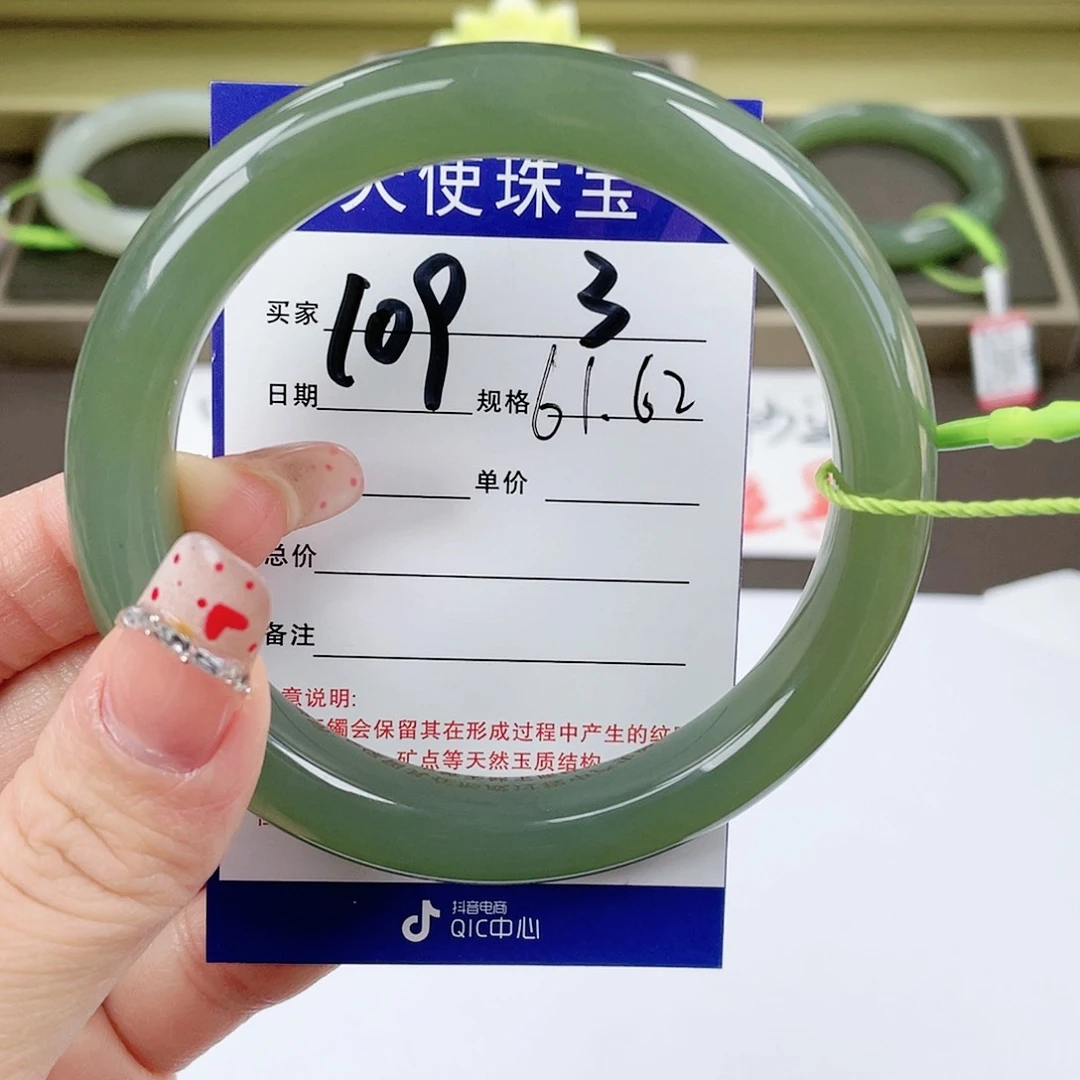 天使珠宝
买家 109 3
日期 规格 61.62
单价
总价
备注
意说明:
镯会保留其在形成过程中产生的纹
矿点等天然玉质结构
抖音电商
QIC中心